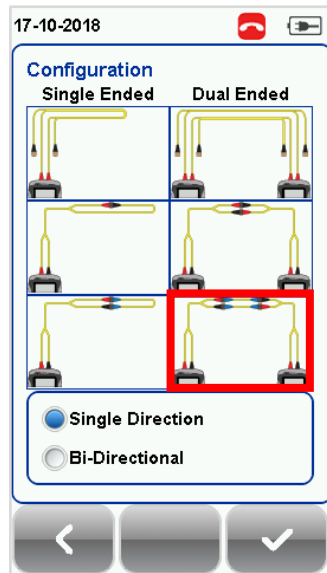 17-10-2018
Configuration
Single Ended Dual Ended
Single Direction
Bi-Directional